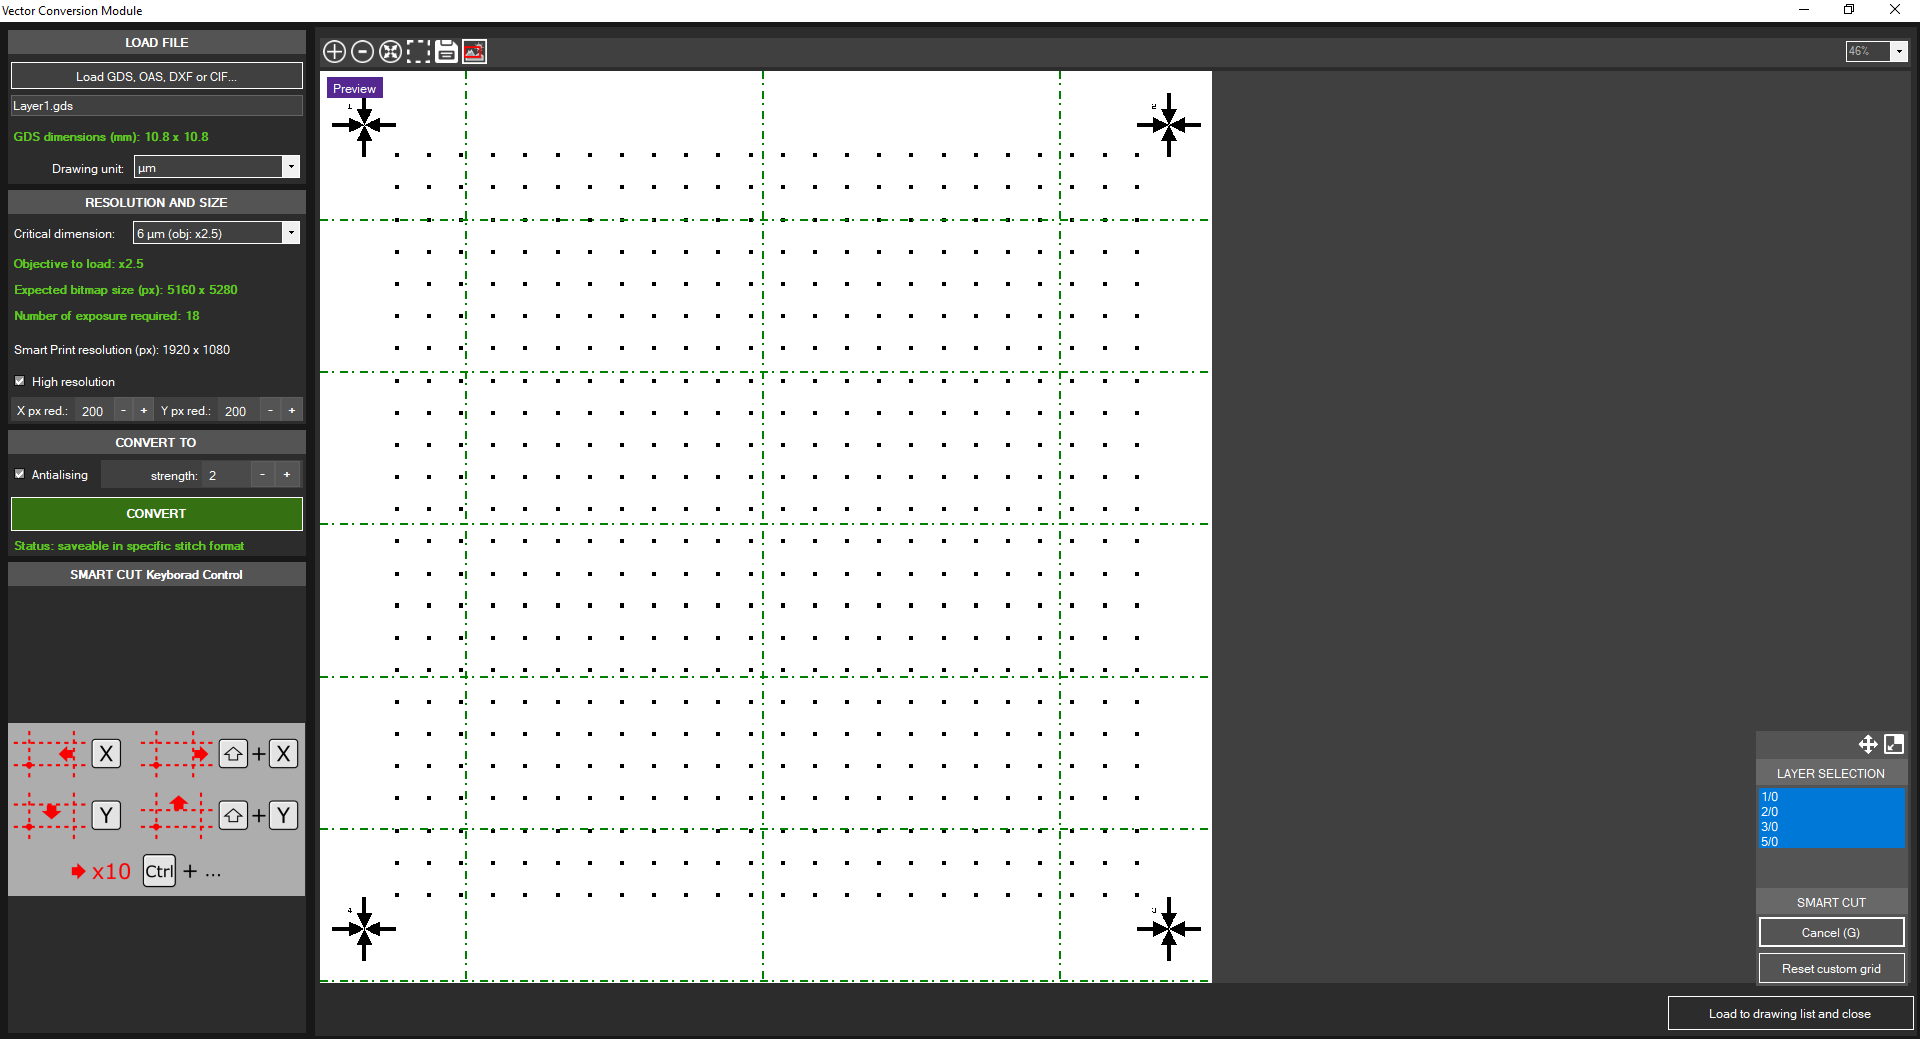 Vector Conversion Module
LOAD FILE
Load GDS, OAS, DXF or CIF...
Layer1.gds
GDS dimensions (mm): 10.8 x 10.8
Drawing unit: µm
RESOLUTION AND SIZE
Critical dimension: 6 µm (obj: x2.5)
Objective to load: x2.5
Expected bitmap size (px): 5160 x 5280
Number of exposure required: 18
Smart Print resolution (px): 1920 x 1080
High resolution
X px red.: 200 - + Y px red.: 200 - +
CONVERT TO
Antialising strength: 2 - +
CONVERT
Status: saveable in specific stitch format
SMART CUT Keyborad Control
X + X
Y + Y
x10 Ctrl + ...
46%
Preview
1
2
4
3
LAYER SELECTION
1/0
2/0
3/0
5/0
SMART CUT
Cancel (G)
Reset custom grid
Load to drawing list and close